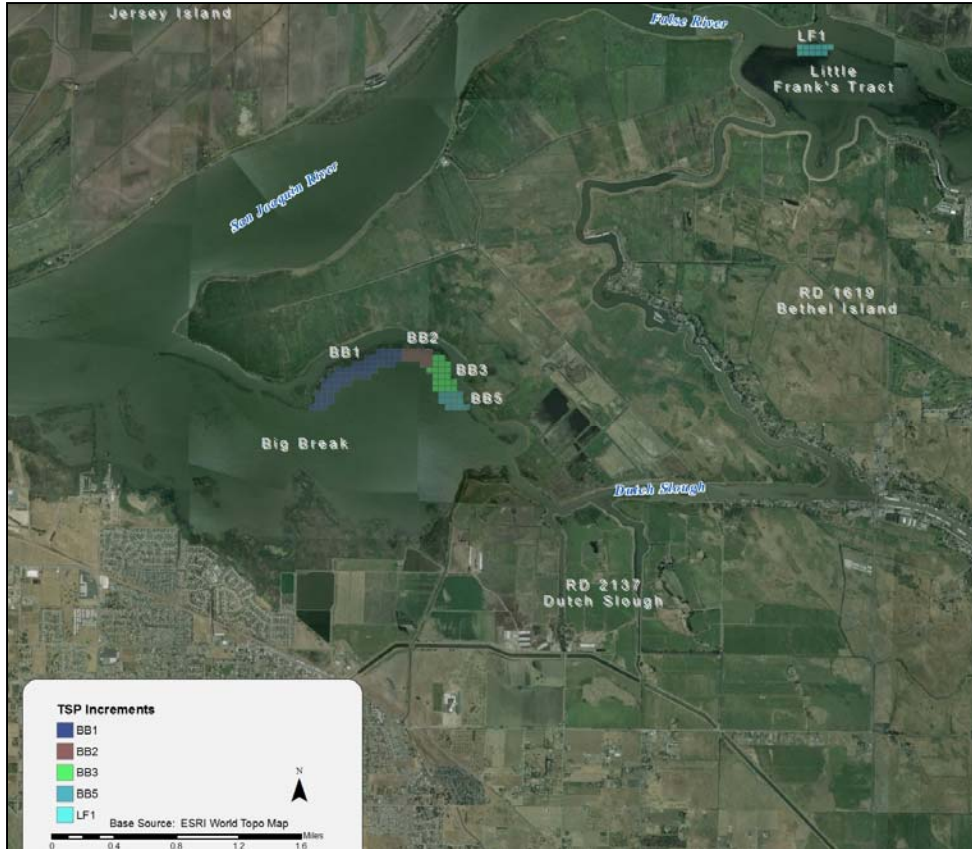 Jersey Island
False River
LF1
Little
Frank's Tract
San Joaquin River
RD 1619
Bethel Island
BB1
BB2
BB3
BB5
Big Break
Dutch Slough
RD 2137
Dutch Slough
TSP Increments
BB1
BB2
BB3
BB5
LF1
N
Base Source: ESRI World Topo Map
Miles
0 0.4 0.8 1.2 1.6